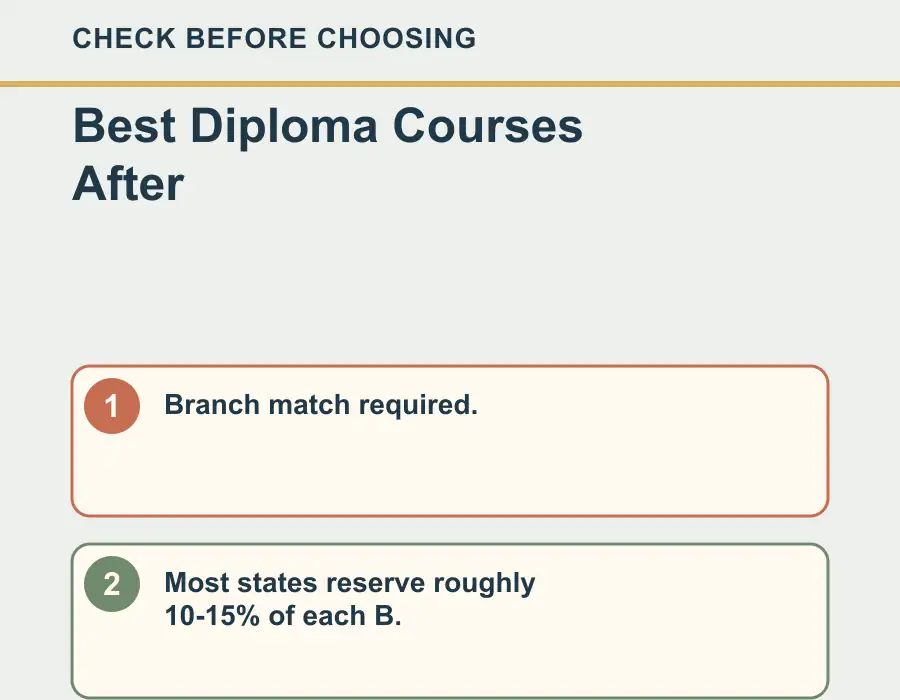 CHECK BEFORE CHOOSING
Best Diploma Courses
After
1
Branch match required.
2
Most states reserve roughly
10-15% of each B.